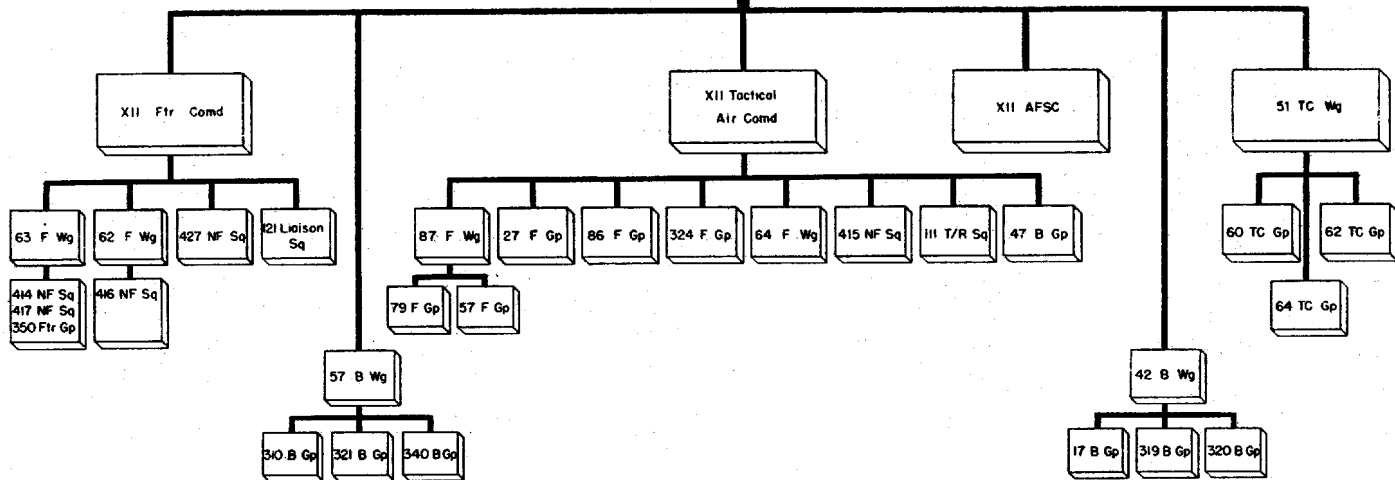 XII Ftr Comd
XII Tactical
Air Comd
XII AFSC
51 TC Wg
63 F Wg
62 F Wg
427 NF Sq
121 Liaison
Sq
87 F Wg
27 F Gp
86 F Gp
324 F Gp
64 F Wg
415 NF Sq
111 T/R Sq
47 B Gp
60 TC Gp
62 TC Gp
414 NF Sq
417 NF Sq
350 Ftr Gp
416 NF Sq
79 F Gp
57 F Gp
64 TC Gp
57 B Wg
42 B Wg
310 B Gp
321 B Gp
340 B Gp
17 B Gp
319 B Gp
320 B Gp